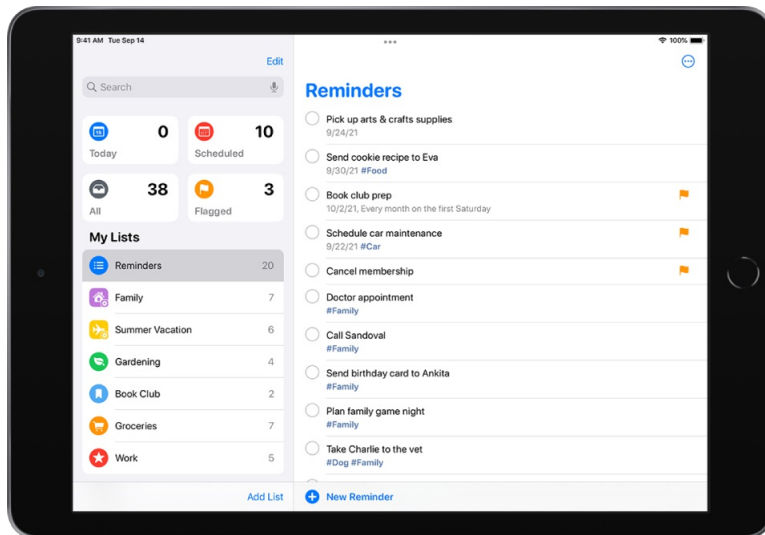 9:41 AM Tue Sep 14
100%
Edit
Search
0
Today
10
Scheduled
38
All
3
Flagged
My Lists
Reminders 20
Family 7
Summer Vacation 6
Gardening 4
Book Club 2
Groceries 7
Work 5
Add List
Reminders
Pick up arts & crafts supplies
9/24/21
Send cookie recipe to Eva
9/30/21 #Food
Book club prep
10/2/21, Every month on the first Saturday
Schedule car maintenance
9/22/21 #Car
Cancel membership
Doctor appointment
#Family
Call Sandoval
#Family
Send birthday card to Ankita
#Family
Plan family game night
#Family
Take Charlie to the vet
#Dog #Family
New Reminder